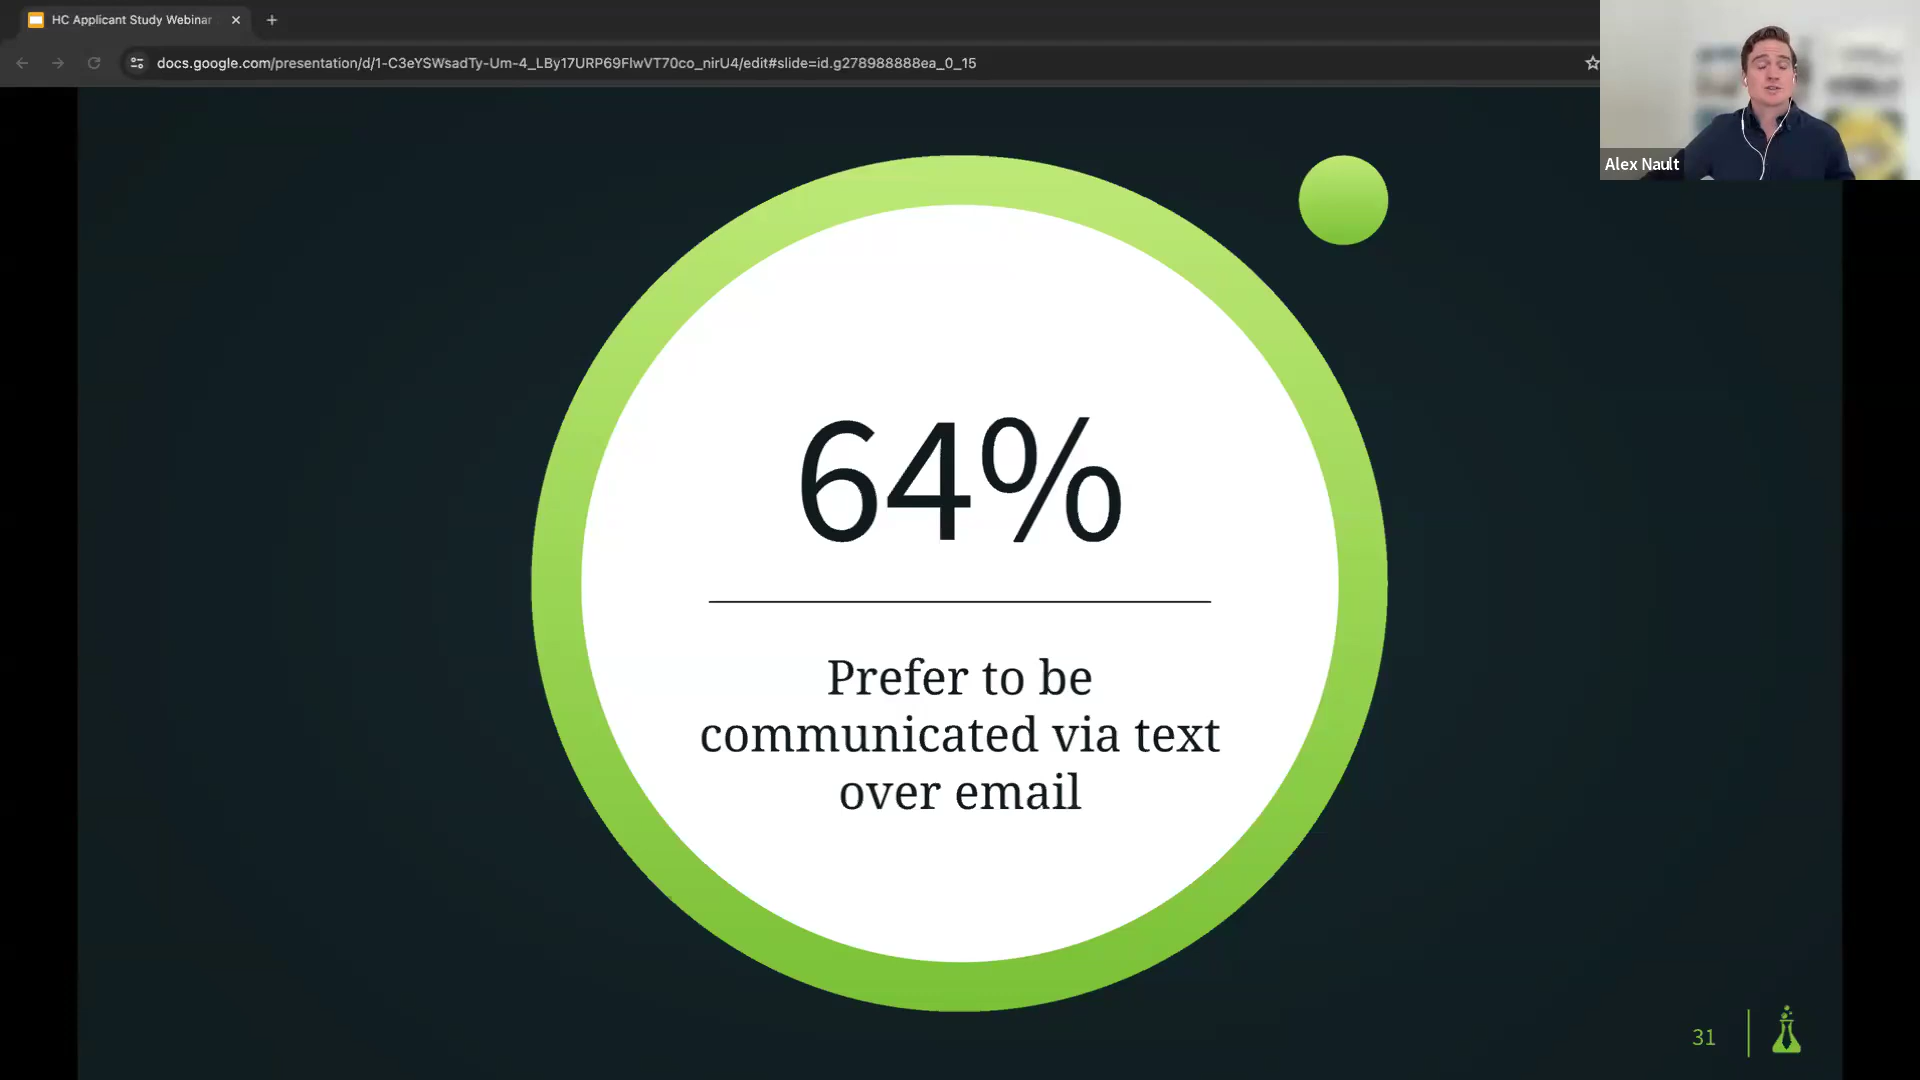 HC Applicant Study Webinar
docs.google.com/presentation/d/1-C3eYSWsadTy-Um-4_LBy17URP69FlwVT70co_nirU4/edit#slide=id.g278988888ea_0_15
Alex Nault
64%
Prefer to be
communicated via text
over email
31